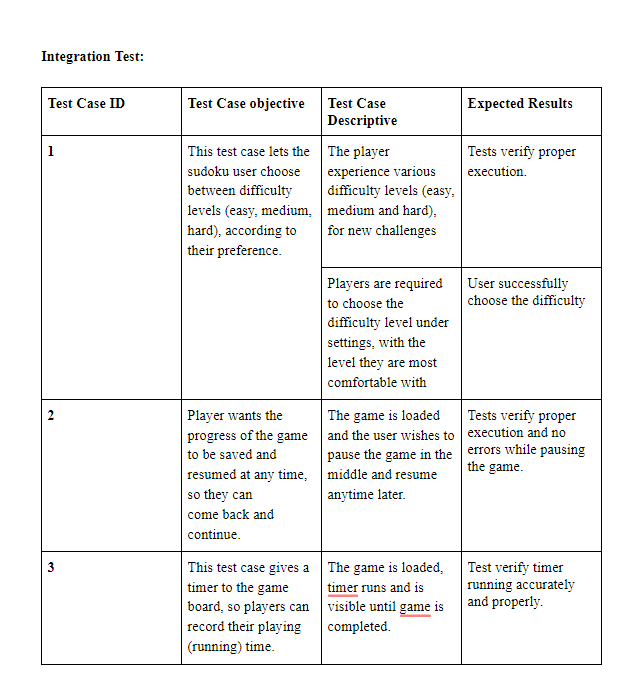 Integration Test:
Test Case ID
Test Case objective
Test Case
Descriptive
Expected Results
1
This test case lets the
sudoku user choose
between difficulty
levels (easy, medium,
hard), according to
their preference.
The player
experience various
difficulty levels (easy,
medium and hard),
for new challenges
Tests verify proper
execution.
Players are required
to choose the
difficulty level under
settings, with the
level they are most
comfortable with
User successfully
choose the difficulty
2
Player wants the
progress of the game
to be saved and
resumed at any time,
so they can
come back and
continue.
The game is loaded
and the user wishes to
pause the game in the
middle and resume
anytime later.
Tests verify proper
execution and no
errors while pausing
the game.
3
This test case gives a
timer to the game
board, so players can
record their playing
(running) time.
The game is loaded,
timer runs and is
visible until game is
completed.
Test verify timer
running accurately
and properly.